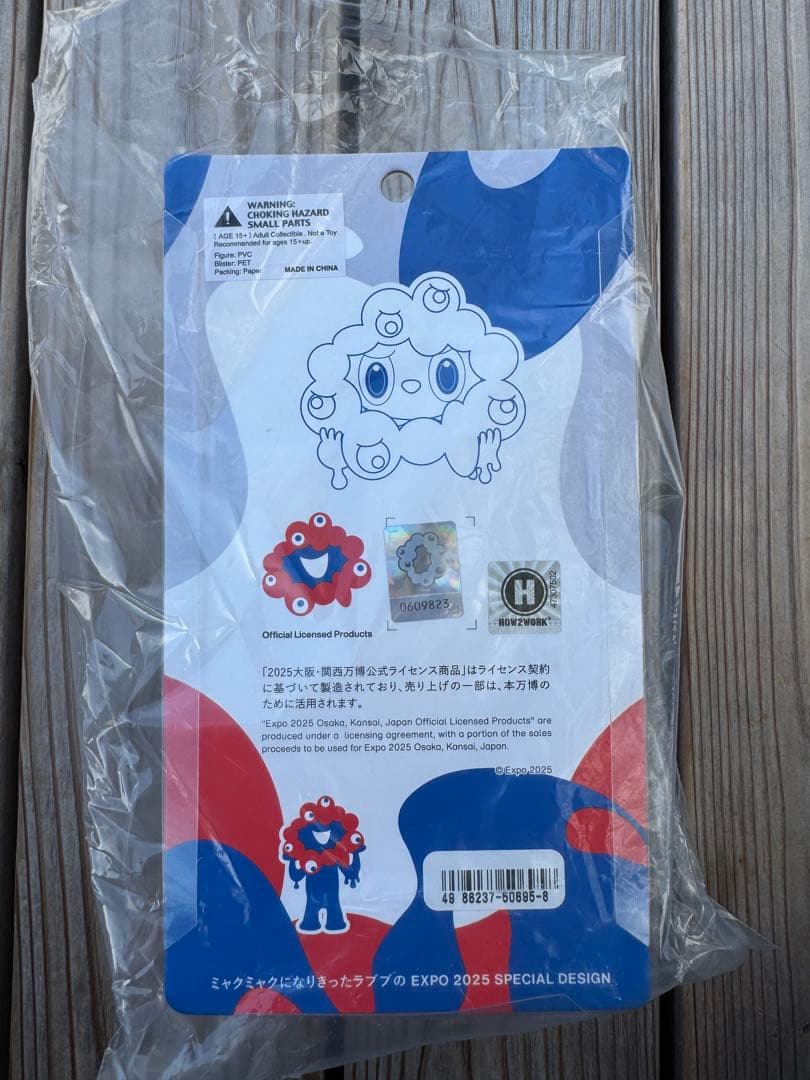 WARNING:
CHOKING HAZARD
SMALL PARTS
[ AGE 15+ ] Adult Collectible. Not a Toy.
Recommended for ages 15+up.
Figure: PVC
Blister: PET
Packing: Paper
MADE IN CHINA
0609823
H
HOW2WORK
47307502
Official Licensed Products
「2025大阪・関西万博公式ライセンス商品」はライセンス契約
に基づいて製造されており、売り上げの一部は、本万博の
ために活用されます。
"Expo 2025 Osaka, Kansai, Japan Official Licensed Products" are
produced under a licensing agreement, with a portion of the sales
proceeds to be used for Expo 2025 Osaka, Kansai, Japan.
©Expo 2025
49 88237-50695-8
ミャクミャクになりきったラブブの EXPO 2025 SPECIAL DESIGN